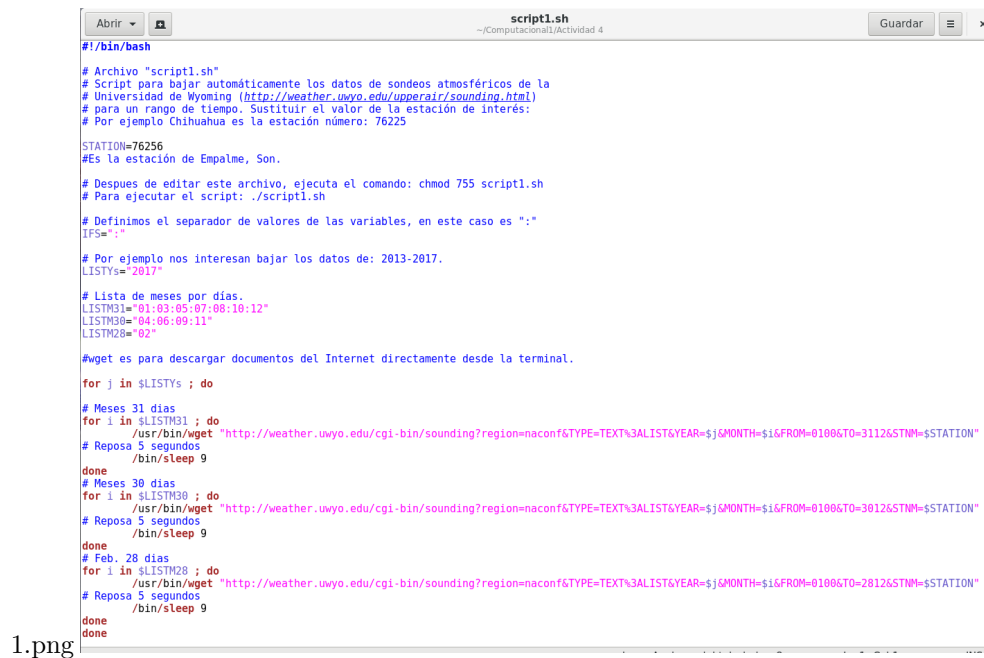 Abrir
script1.sh
~/Computacional1/Actividad 4
Guardar
#!/bin/bash
# Archivo "script1.sh"
# Script para bajar automáticamente los datos de sondeos atmosféricos de la
# Universidad de Wyoming (http://weather.uwyo.edu/upperair/sounding.html)
# para un rango de tiempo. Sustituir el valor de la estación de interés:
# Por ejemplo Chihuahua es la estación número: 76225
STATION=76256
#Es la estación de Empalme, Son.
# Despues de editar este archivo, ejecuta el comando: chmod 755 script1.sh
# Para ejecutar el script: ./script1.sh
# Definimos el separador de valores de las variables, en este caso es ":"
IFS=":"
# Por ejemplo nos interesan bajar los datos de: 2013-2017.
LISTYs="2017"
# Lista de meses por días.
LISTM31="01:03:05:07:08:10:12"
LISTM30="04:06:09:11"
LISTM28="02"
#wget es para descargar documentos del Internet directamente desde la terminal.
for j in $LISTYs ; do
# Meses 31 dias
for i in $LISTM31 ; do
/usr/bin/wget "http://weather.uwyo.edu/cgi-bin/sounding?region=naconf&TYPE=TEXT%3ALIST&YEAR=$j&MONTH=$i&FROM=0100&TO=3112&STNM=$STATION"
# Reposa 5 segundos
/bin/sleep 9
done
# Meses 30 dias
for i in $LISTM30 ; do
/usr/bin/wget "http://weather.uwyo.edu/cgi-bin/sounding?region=naconf&TYPE=TEXT%3ALIST&YEAR=$j&MONTH=$i&FROM=0100&TO=3012&STNM=$STATION"
# Reposa 5 segundos
/bin/sleep 9
done
# Feb. 28 dias
for i in $LISTM28 ; do
/usr/bin/wget "http://weather.uwyo.edu/cgi-bin/sounding?region=naconf&TYPE=TEXT%3ALIST&YEAR=$j&MONTH=$i&FROM=0100&TO=2812&STNM=$STATION"
# Reposa 5 segundos
/bin/sleep 9
done
done
1.png